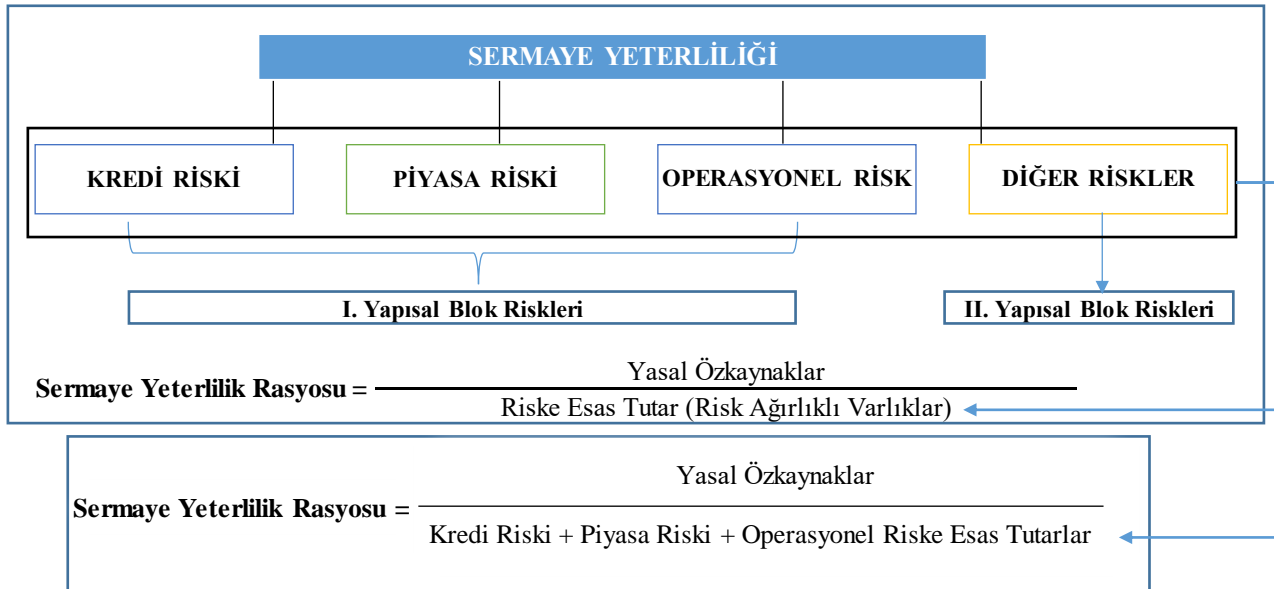 SERMAYE YETERLİLİĞİ
KREDİ RİSKİ
PİYASA RİSKİ
OPERASYONEL RİSK
DİĞER RİSKLER
I. Yapısal Blok Riskleri
II. Yapısal Blok Riskleri
Yasal Özkaynaklar
Sermaye Yeterlilik Rasyosu =
Riske Esas Tutar (Risk Ağırlıklı Varlıklar)
Yasal Özkaynaklar
Sermaye Yeterlilik Rasyosu =
Kredi Riski + Piyasa Riski + Operasyonel Riske Esas Tutarlar